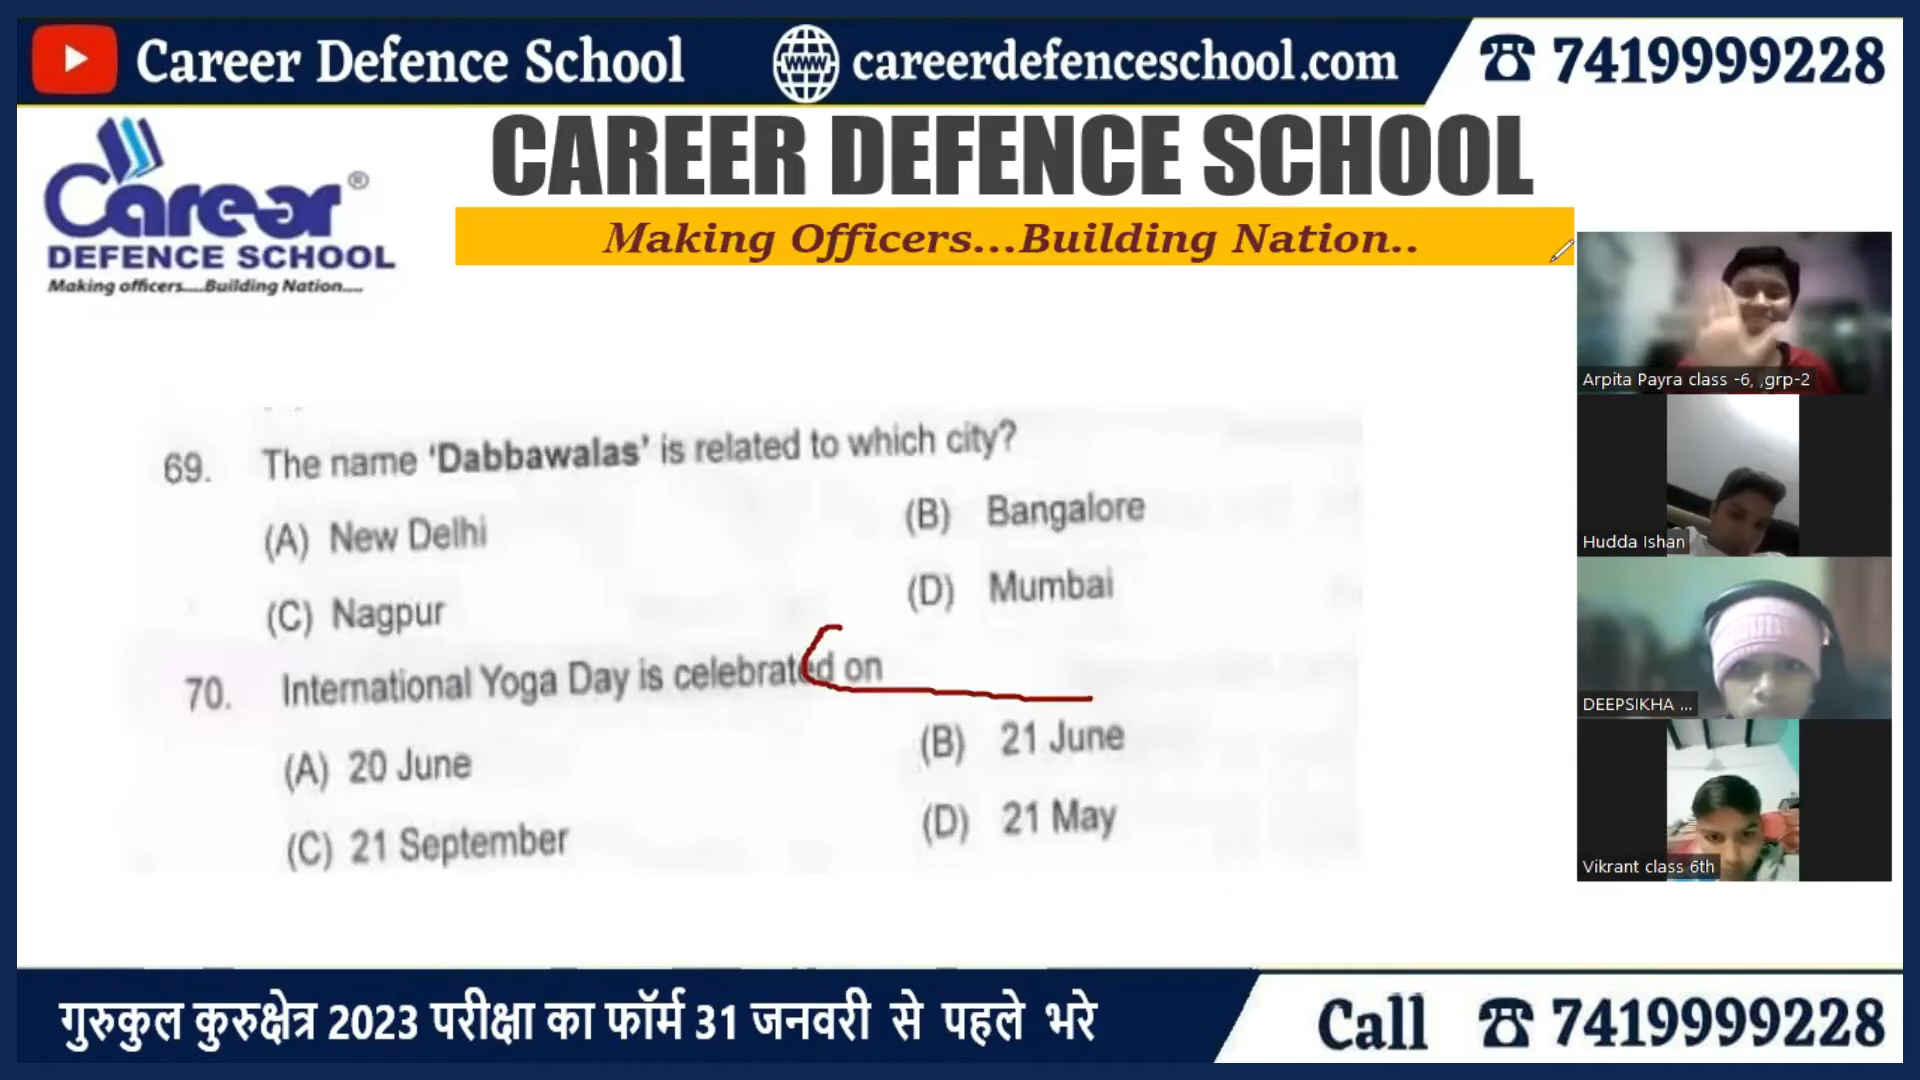 Career Defence School
www
careerdefenceschool.com
7419999228
Career®
DEFENCE SCHOOL
Making officers....Building Nation....
CAREER DEFENCE SCHOOL
Making Officers...Building Nation..
69. The name ‘Dabbawalas’ is related to which city?
(A) New Delhi
(B) Bangalore
(C) Nagpur
(D) Mumbai
70. International Yoga Day is celebrated on
(A) 20 June
(B) 21 June
(C) 21 September
(D) 21 May
Arpita Payra class -6, ,grp-2
Hudda Ishan
DEEPSIKHA ...
Vikrant class 6th
गुरुकुल कुरुक्षेत्र 2023 परीक्षा का फॉर्म 31 जनवरी से पहले भरे
Call 7419999228